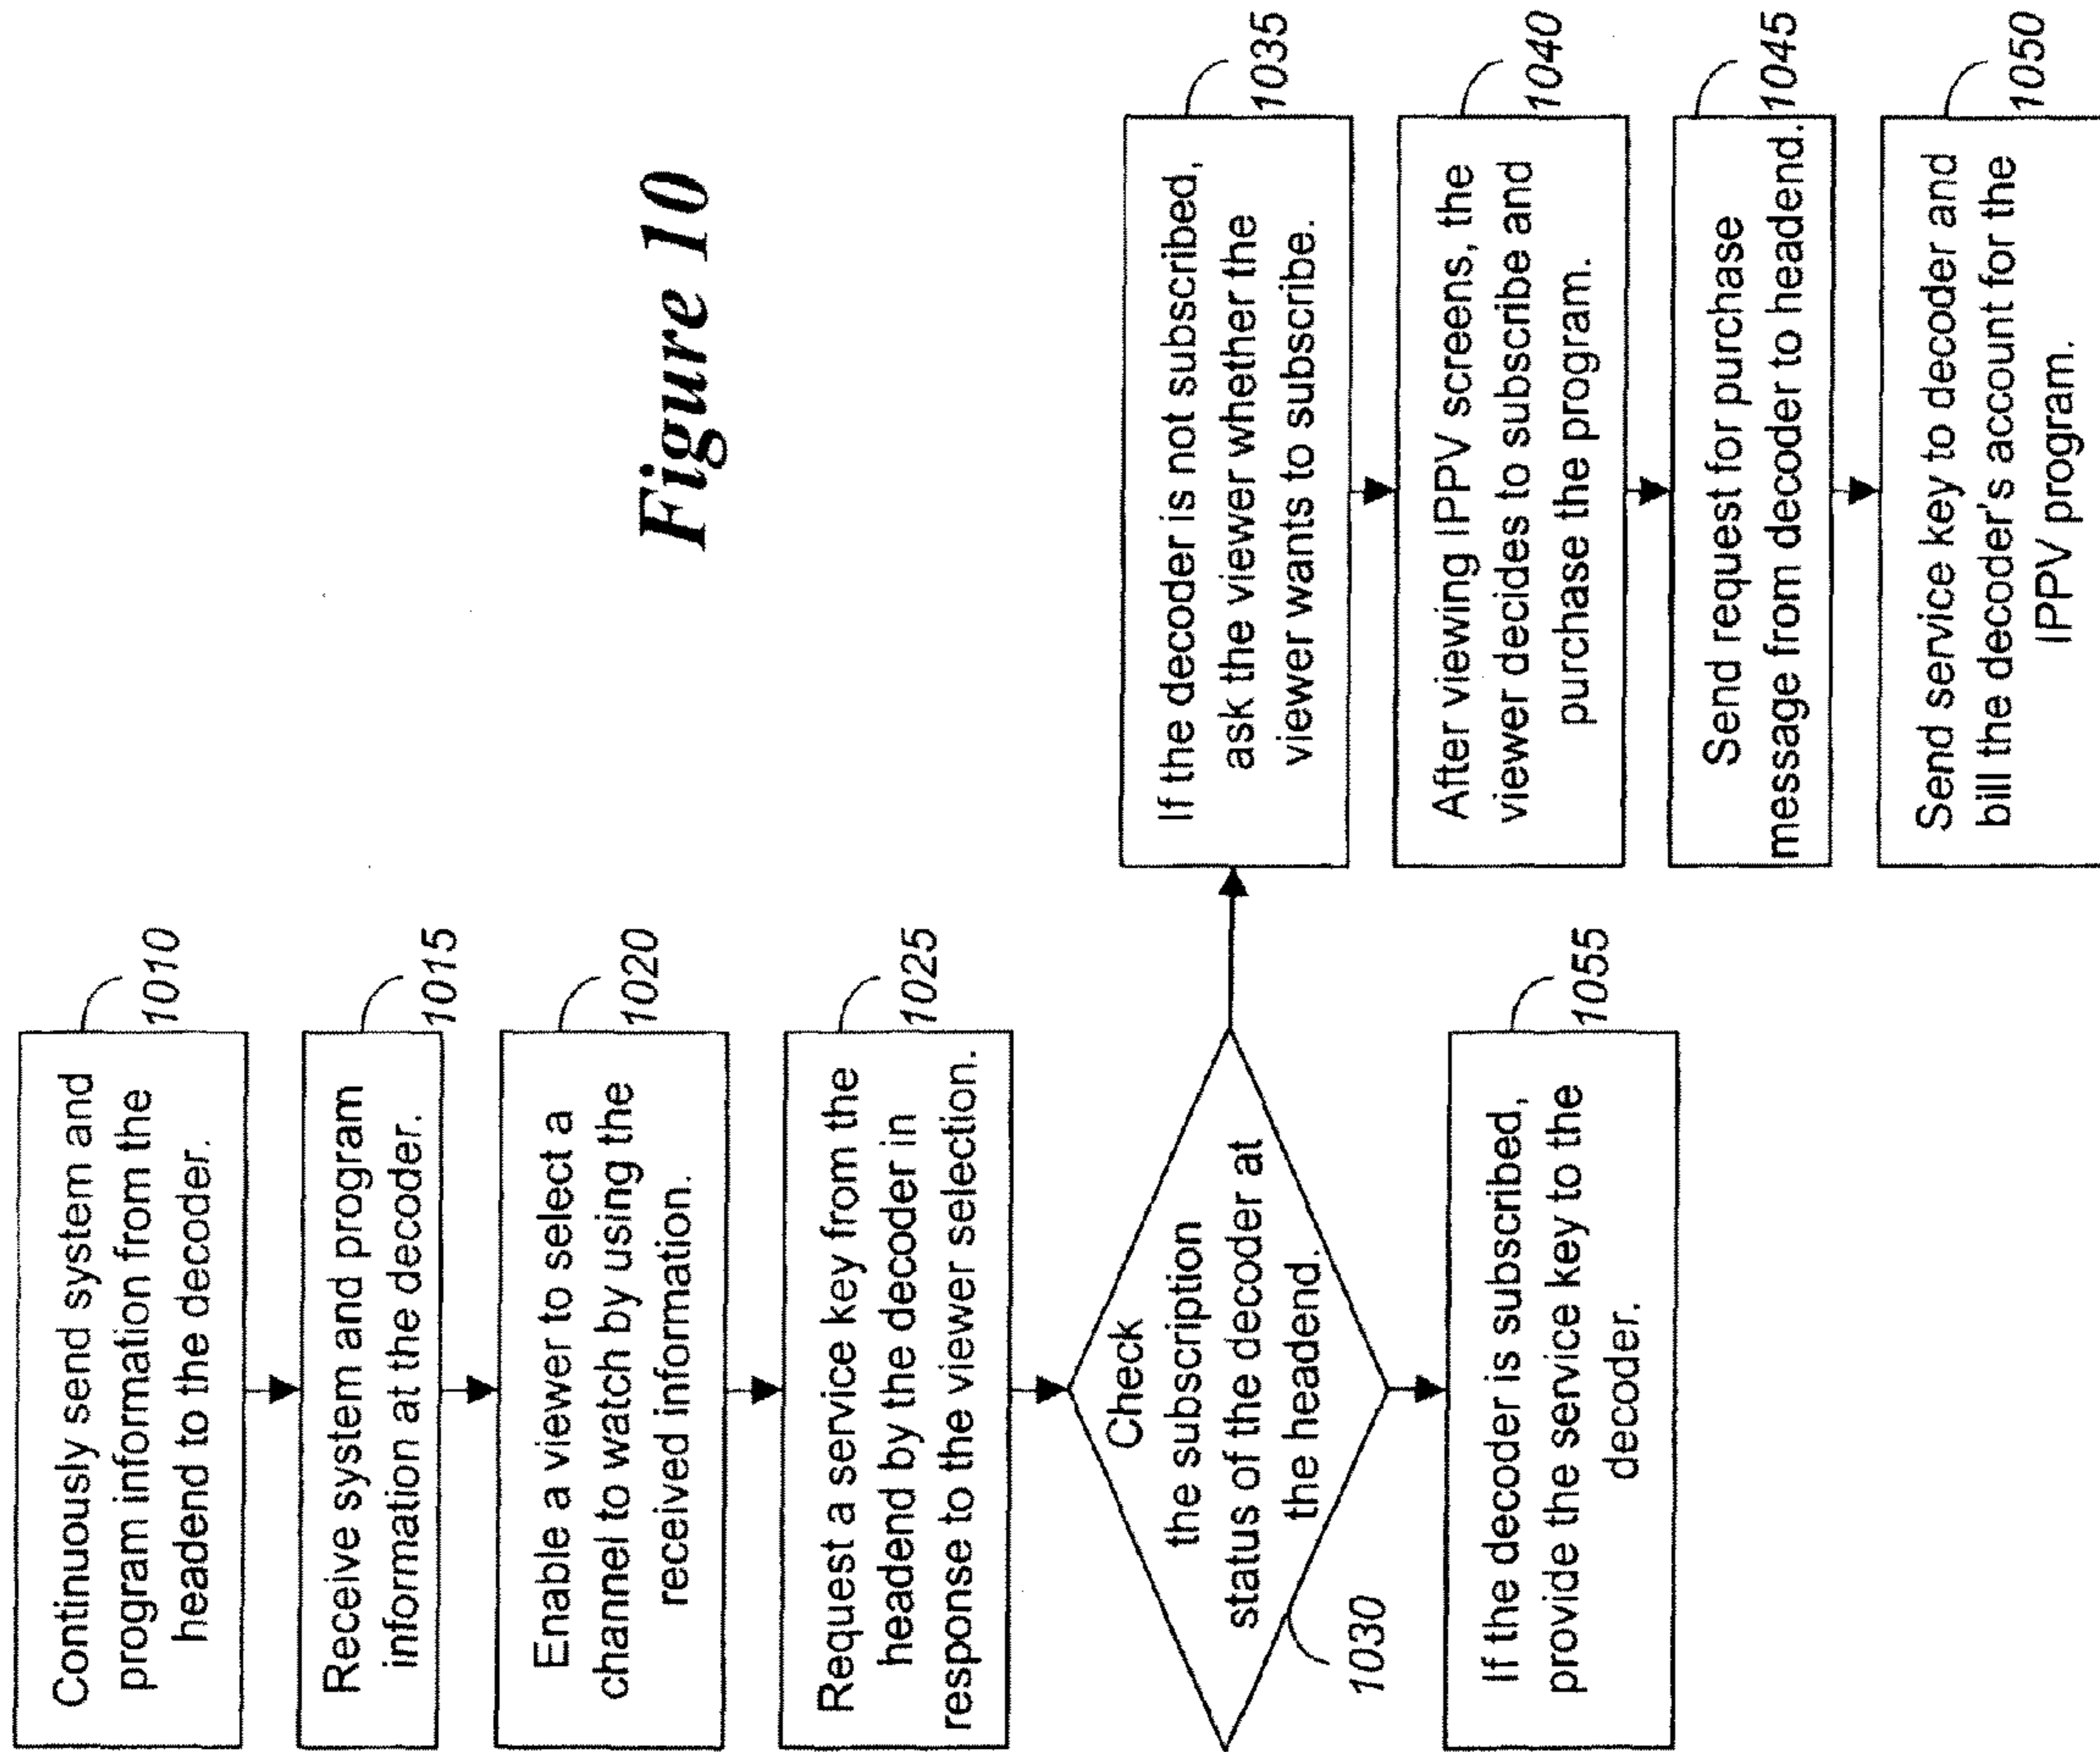 Continuously send system and
program information from the
headend to the decoder.
1010
Receive system and program
information at the decoder.
1015
Enable a viewer to select a
channel to watch by using the
received information.
1020
Request a service key from the
headend by the decoder in
response to the viewer selection.
1025
Check
the subscription
status of the decoder at
the headend.
1030
If the decoder is subscribed,
provide the service key to the
decoder.
1055
If the decoder is not subscribed,
ask the viewer whether the
viewer wants to subscribe.
1035
After viewing IPPV screens, the
viewer decides to subscribe and
purchase the program.
1040
Send request for purchase
message from decoder to headend.
1045
Send service key to decoder and
bill the decoder's account for the
IPPV program.
1050
Figure 10